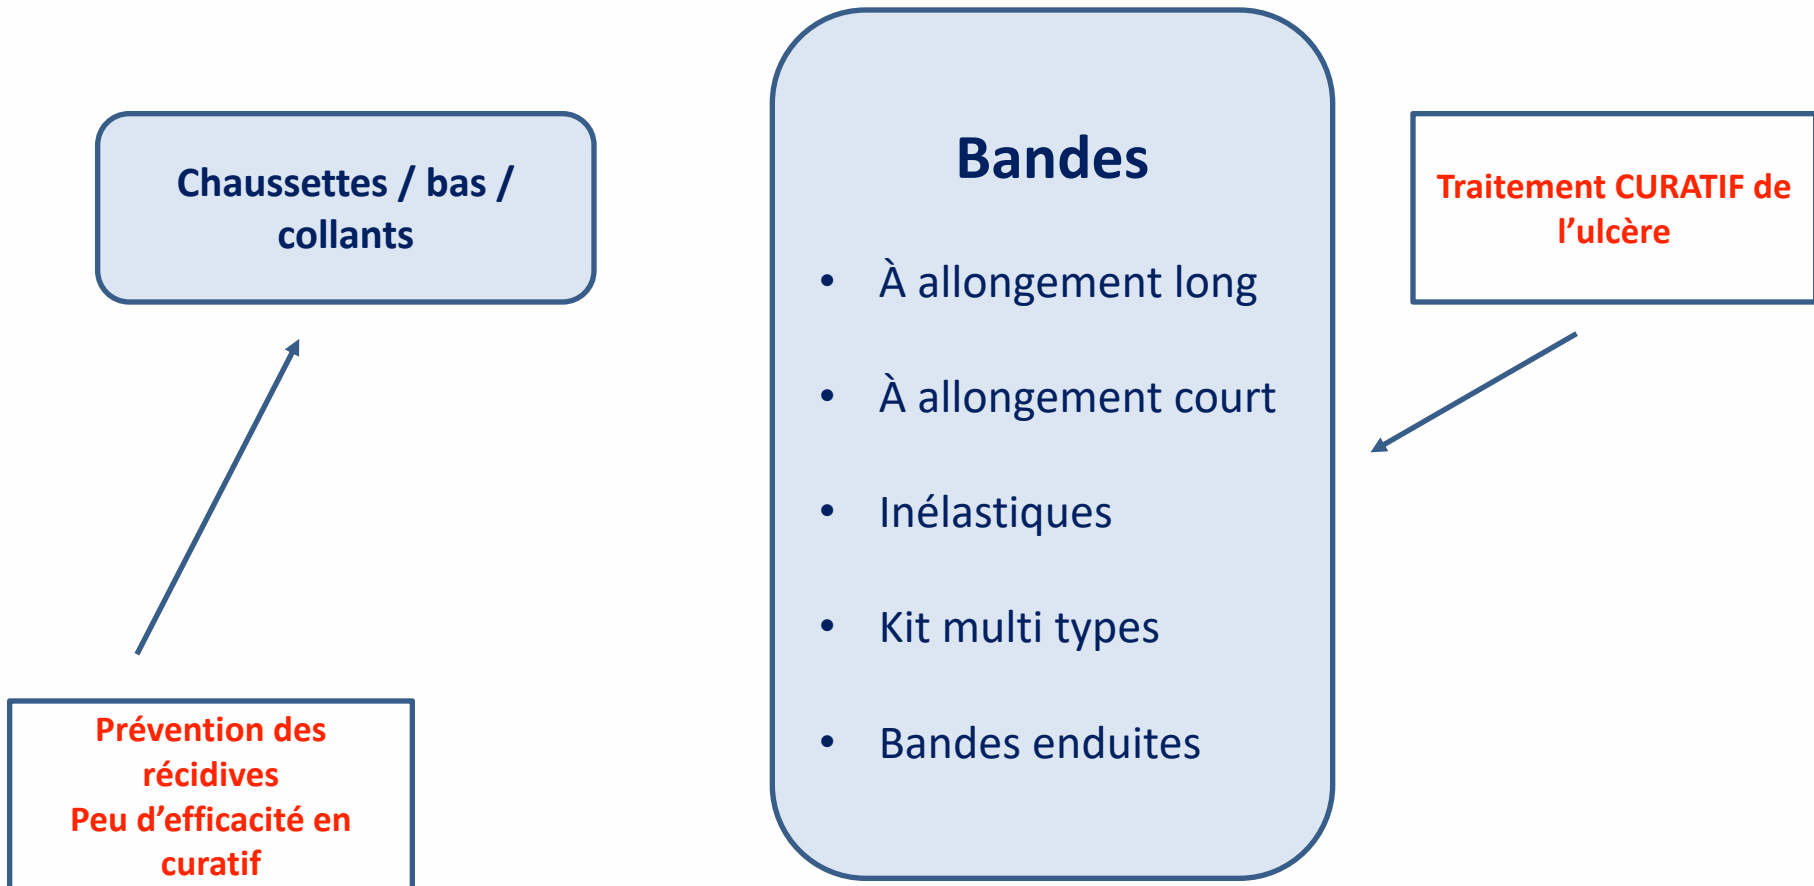 Chaussettes / bas /
collants
Bandes
• À allongement long
• À allongement court
• Inélastiques
• Kit multi types
• Bandes enduites
Traitement CURATIF de
l’ulcère
Prévention des
récidives
Peu d’efficacité en
curatif